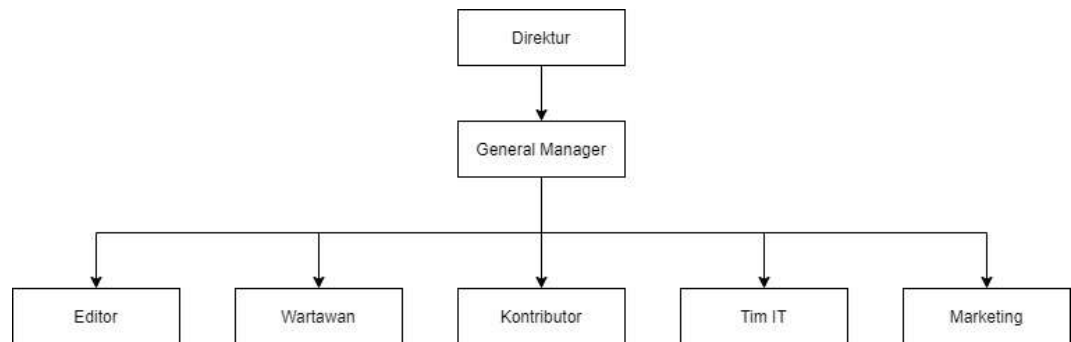 Direktur
General Manager
Editor
Wartawan
Kontributor
Tim IT
Marketing